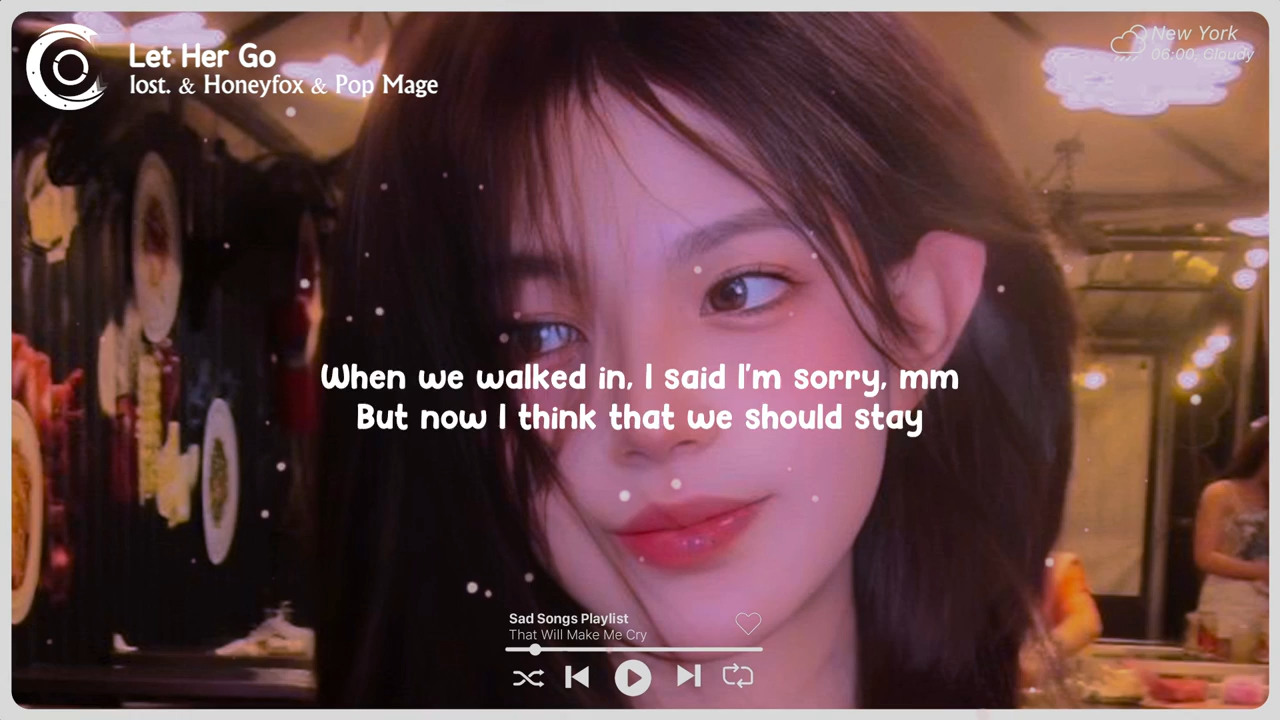 Let Her Go
lost. & Honeyfox & Pop Mage
New York
06:00, Cloudy
When we walked in, I said I'm sorry, mm
But now I think that we should stay
Sad Songs Playlist
That Will Make Me Cry